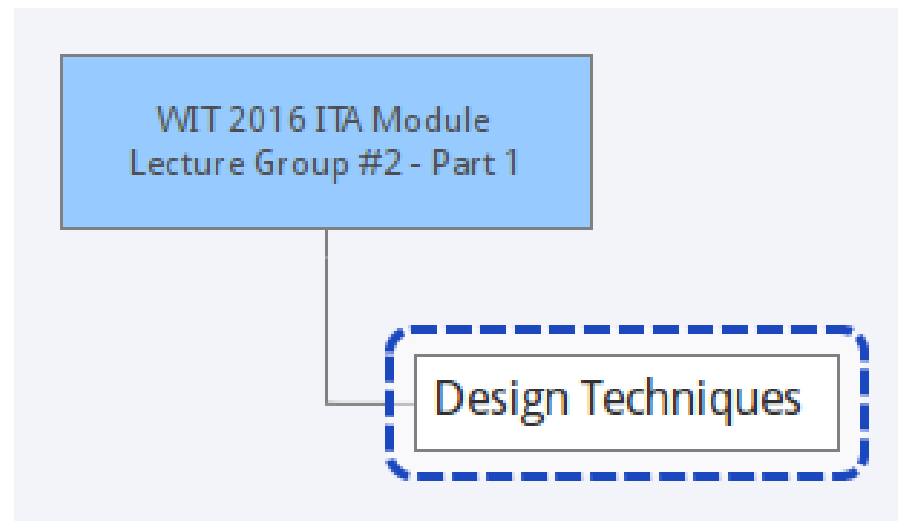 WIT 2016 ITA Module
Lecture Group #2 - Part 1
Design Techniques